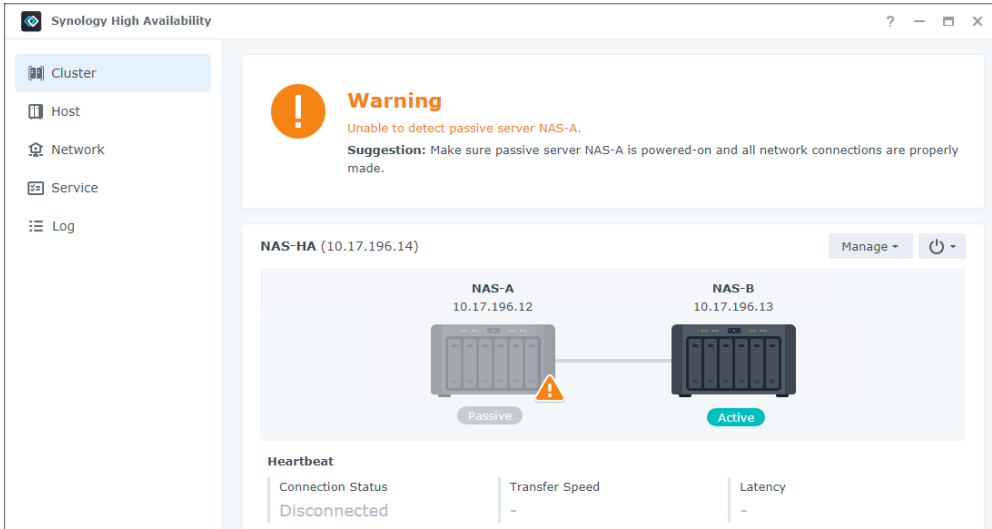 Synology High Availability
Cluster
Host
Network
Service
Log
Warning
Unable to detect passive server NAS-A.
Suggestion: Make sure passive server NAS-A is powered-on and all network connections are properly
made.
NAS-HA (10.17.196.14)
Manage
NAS-A
10.17.196.12
Passive
NAS-B
10.17.196.13
Active
Heartbeat
Connection Status
Disconnected
Transfer Speed
-
Latency
-